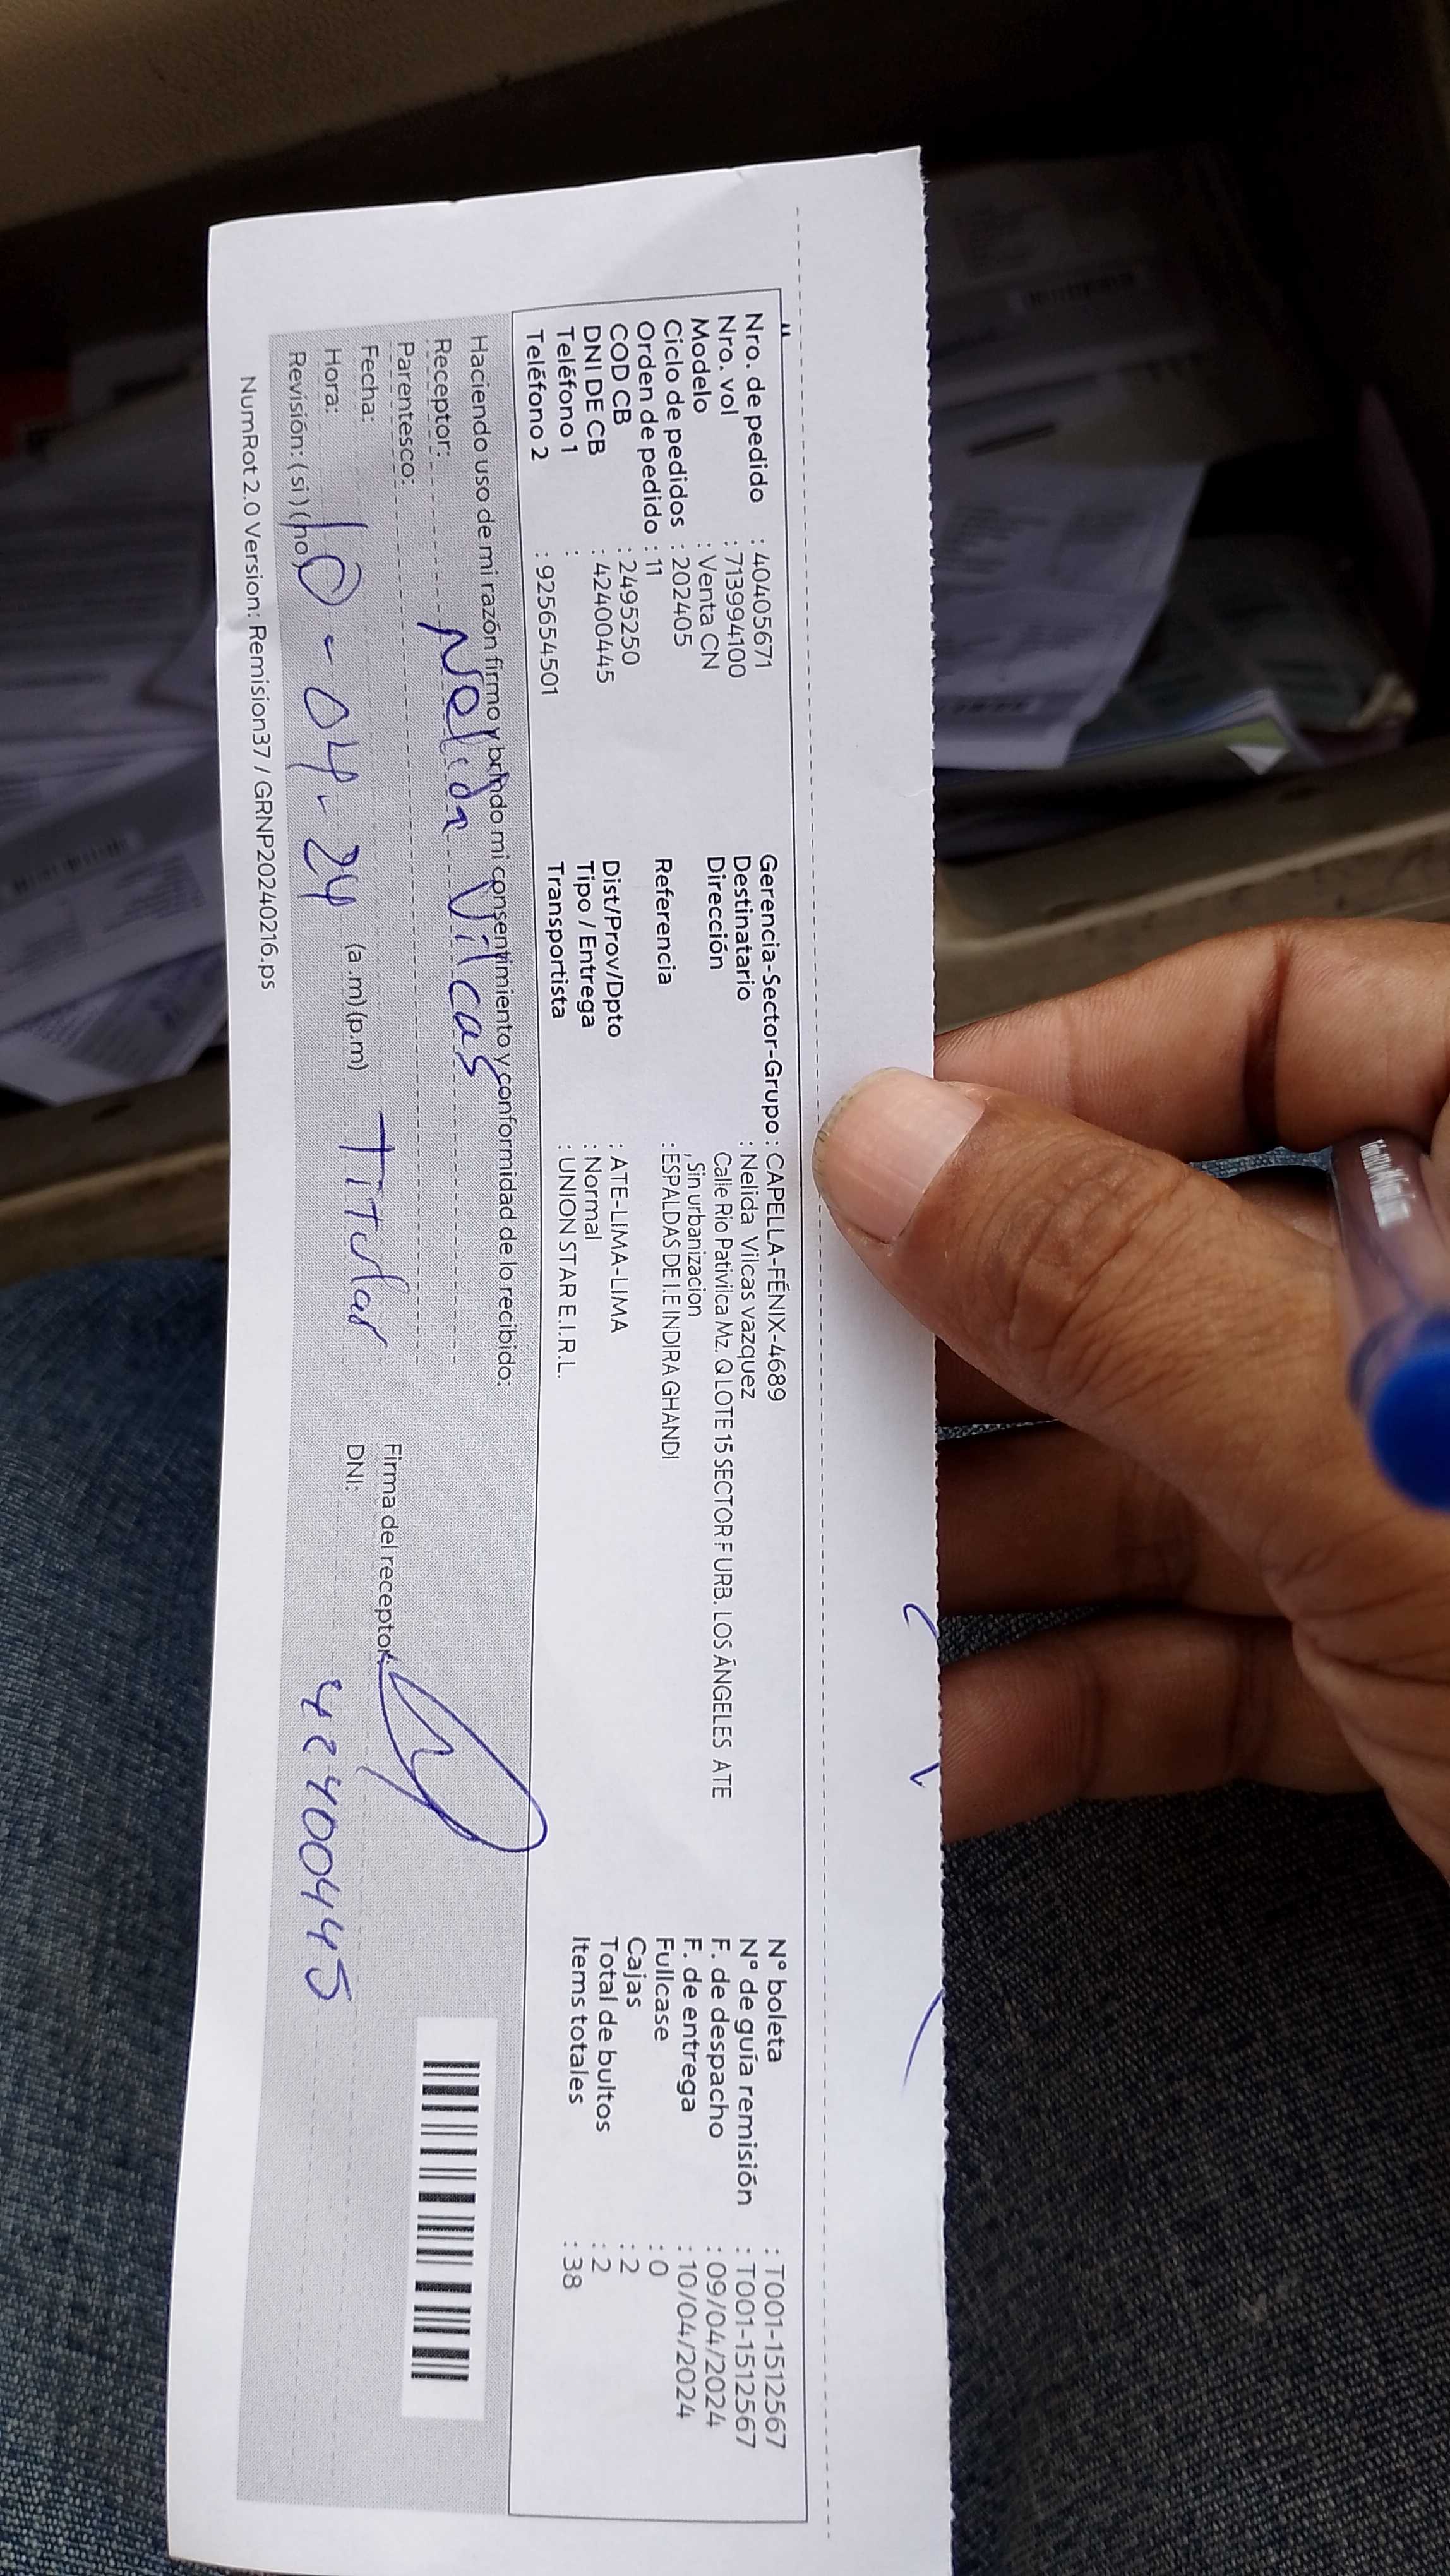 Nro. de pedido : 40405671
Nro. vol : 713994100
Modelo : Venta CN
Ciclo de pedidos : 202405
Orden de pedido : 11
COD CB : 2495250
DNI DE CB : 42400445
Teléfono 1 :
Teléfono 2 : 925654501
Gerencia-Sector-Grupo : CAPELLA-FÉNIX-4689
Destinatario : Nelida Vilcas vazquez
Dirección Calle Rio Pativilca Mz. Q LOTE 15 SECTOR F URB. LOS ÁNGELES ATE
, Sin urbanizacion
Referencia : ESPALDAS DE I.E INDIRA GHANDI
Dist/Prov/Dpto : ATE-LIMA-LIMA
Tipo / Entrega : Normal
Transportista : UNION STAR E.I.R.L.
N° boleta : T001-1512567
N° de guía remisión : T001-1512567
F. de despacho : 09/04/2024
F. de entrega : 10/04/2024
Fullcase : 0
Cajas : 2
Total de bultos : 2
Items totales : 38
Haciendo uso de mi razón firmo y brindo mi consentimiento y conformidad de lo recibido:
Receptor: Nelida Vilcas
Parentesco: Titular
Firma del receptor:
Fecha: 10-04-24
DNI: 42400445
Hora: (a.m)(p.m)
Revisión: (si) (no)
NumRot 2.0 Version: Remision37 / GRNP20240216.ps